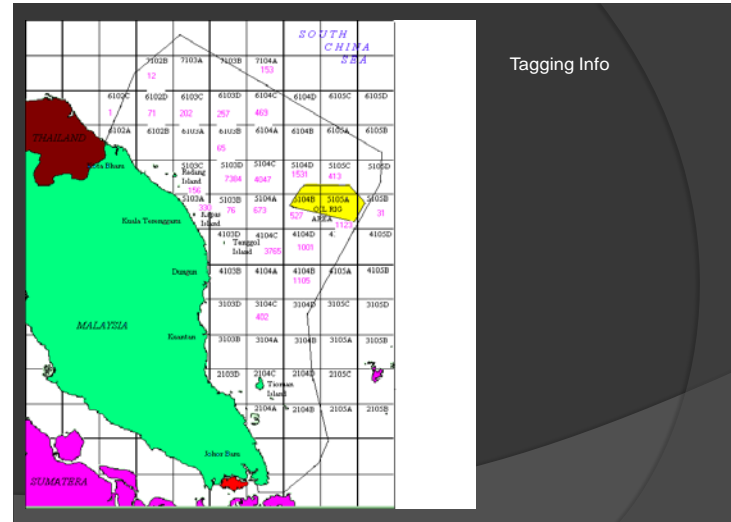 Tagging Info
SOUTH
CHINA
SEA
7102B 7103A 7103B 7104A
12 153
6102C 6102D 6103C 6103D 6104C 6104D 6105C 6105D
1 71 202 257 469
6102A 6102B 6103A 6103B 6104A 6104B 6105A 6105B
THAILAND
65
Kota Bharu
5103C 5103D 5104C 5104D 5105C 5105D
Redang
Island
7304 4047 1531 413
156
5103A 5103B 5104A 5104B 5105A 5105B
330 76 673 527 31
OIL RIG
AREA
1123
Kapas
Island
Kuala Terengganu
4103D 4104C 4104D 4105D
Tenggol
Island
3765 1001
Dungun
4103B 4104A 4104B 4105A 4105B
1105
3103D 3104C 3104D 3105C 3105D
402
MALAYSIA
Kuantan
3103B 3104A 3104B 3105A 3105B
2103D 2104C 2104D 2105C
Tioman
Island
2104A 2104B 2105A 2105B
Johor Baru
SUMATERA